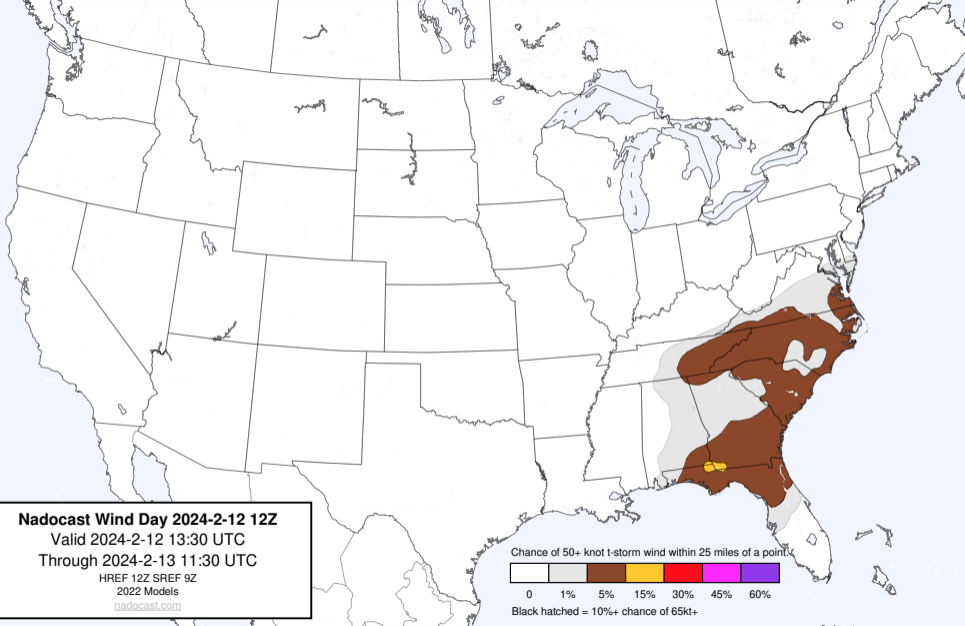 Nadocast Wind Day 2024-2-12 12Z
Valid 2024-2-12 13:30 UTC
Through 2024-2-13 11:30 UTC
HREF 12Z SREF 9Z
2022 Models
nadocast.com
Chance of 50+ knot t-storm wind within 25 miles of a point.
0 1% 5% 15% 30% 45% 60%
Black hatched = 10%+ chance of 65kt+